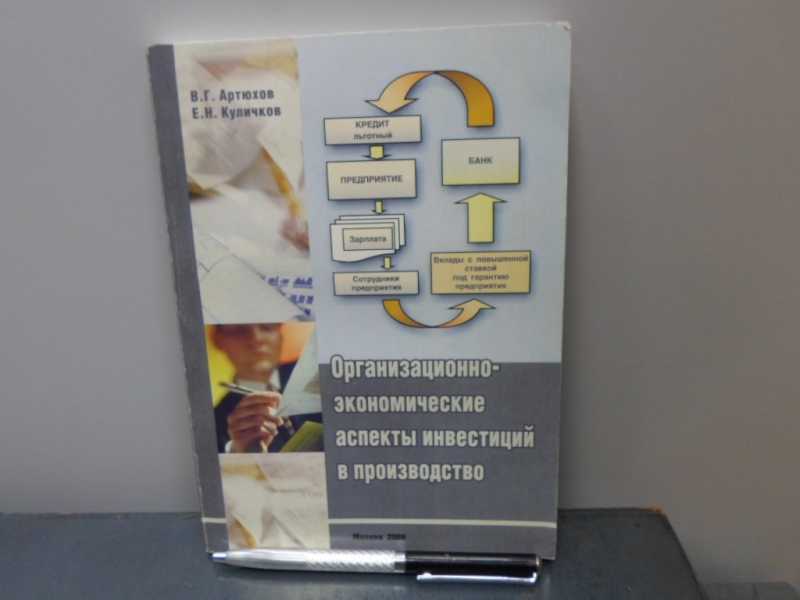 В.Г. Артюхов
Е.Н. Куличков
КРЕДИТ
льготный
БАНК
ПРЕДПРИЯТИЕ
Зарплата
Сотрудники
предприятия
Вклады с повышенной
ставкой
под гарантию
предприятия
Организационно-
экономические
аспекты инвестиций
в производство
Москва